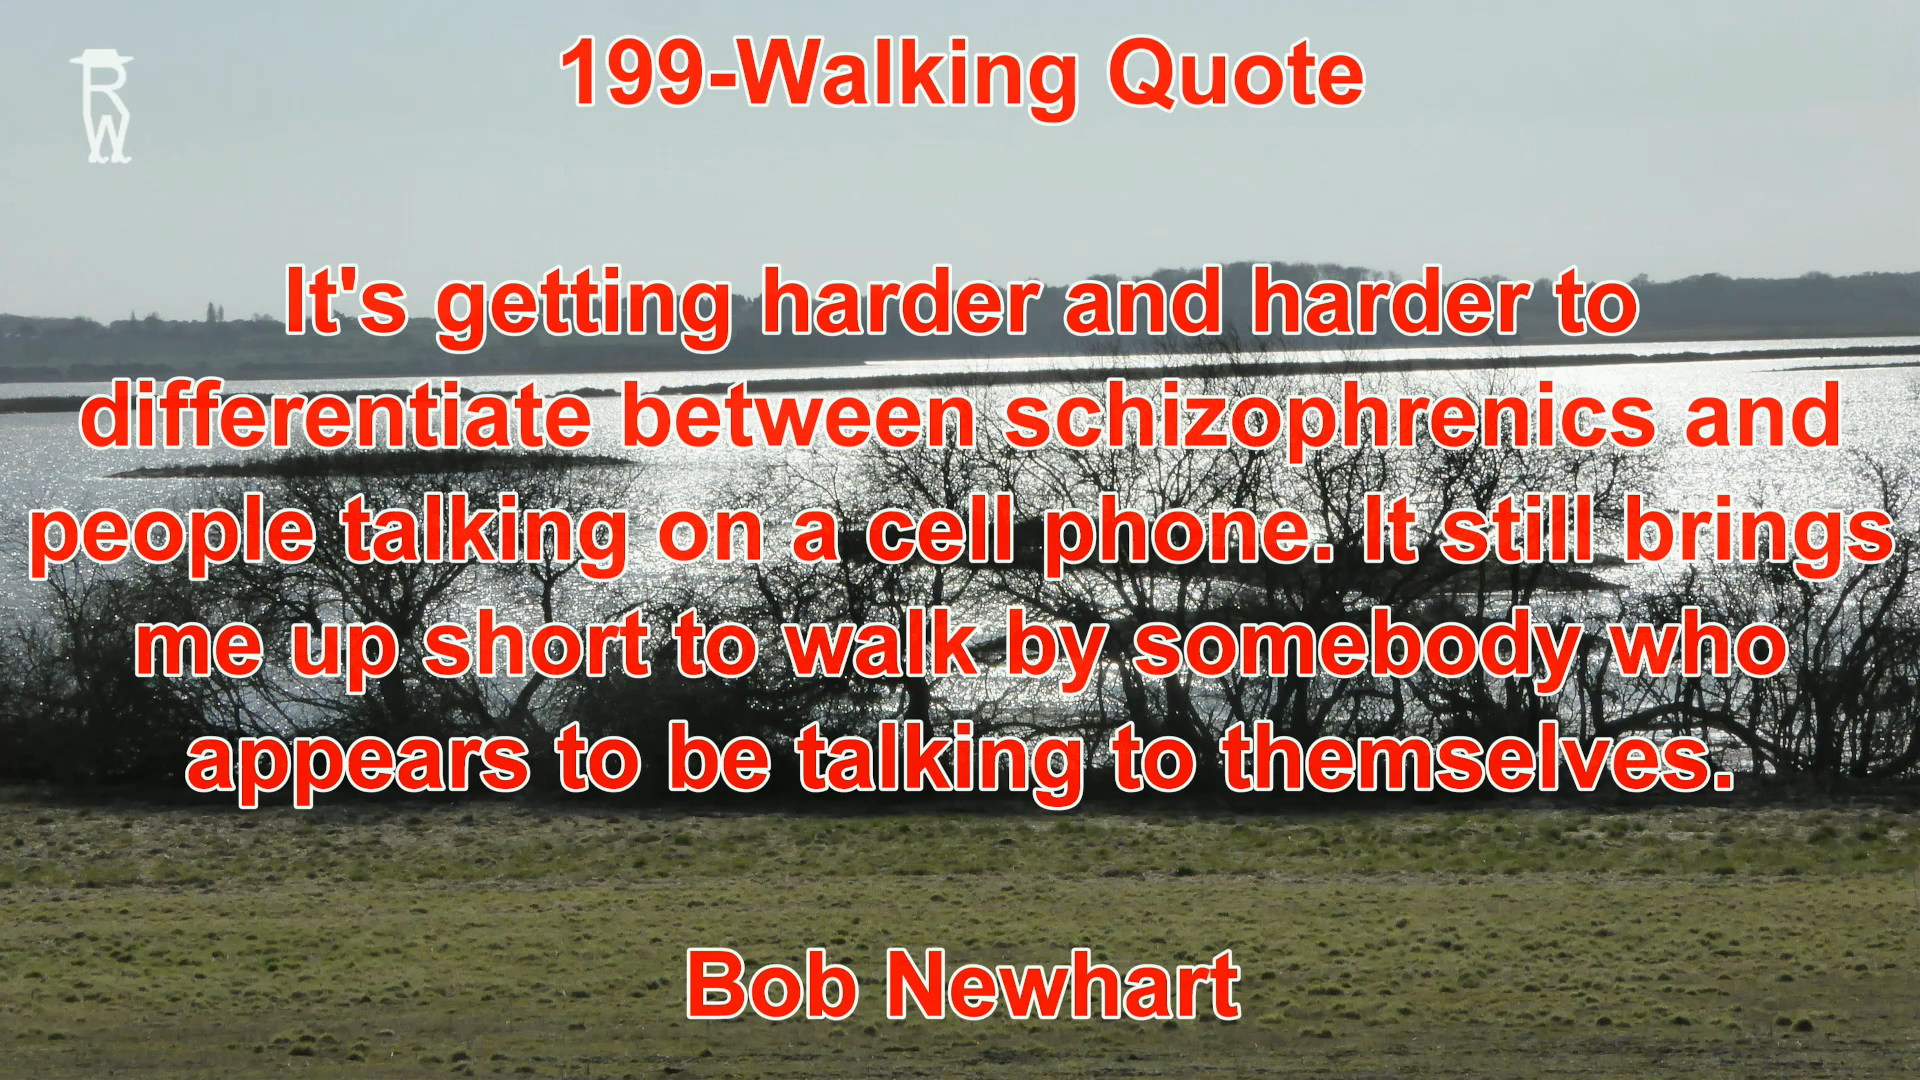 199-Walking Quote
RW
It's getting harder and harder to
differentiate between schizophrenics and
people talking on a cell phone. It still brings
me up short to walk by somebody who
appears to be talking to themselves.
Bob Newhart